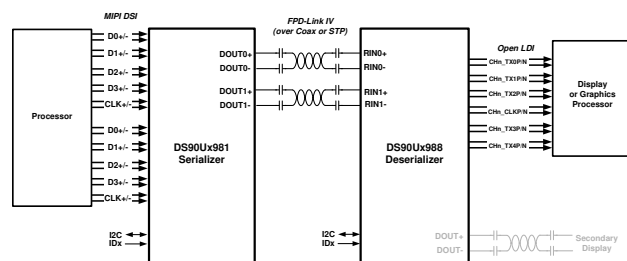 MIPI DSI
FPD-Link IV
(over Coax or STP)
Open LDI
Processor
D0+/-
D1+/-
D2+/-
D3+/-
CLK+/-
D0+/-
D1+/-
D2+/-
D3+/-
CLK+/-
I2C
IDx
DS90Ux981
Serializer
DOUT0+
DOUT0-
DOUT1+
DOUT1-
RIN0+
RIN0-
RIN1+
RIN1-
DS90Ux988
Deserializer
I2C
IDx
DOUT+
DOUT-
CHn_TX0P/N
CHn_TX1P/N
CHn_TX2P/N
CHn_CLKP/N
CHn_TX3P/N
CHn_TX4P/N
Display
or Graphics
Processor
Secondary
Display